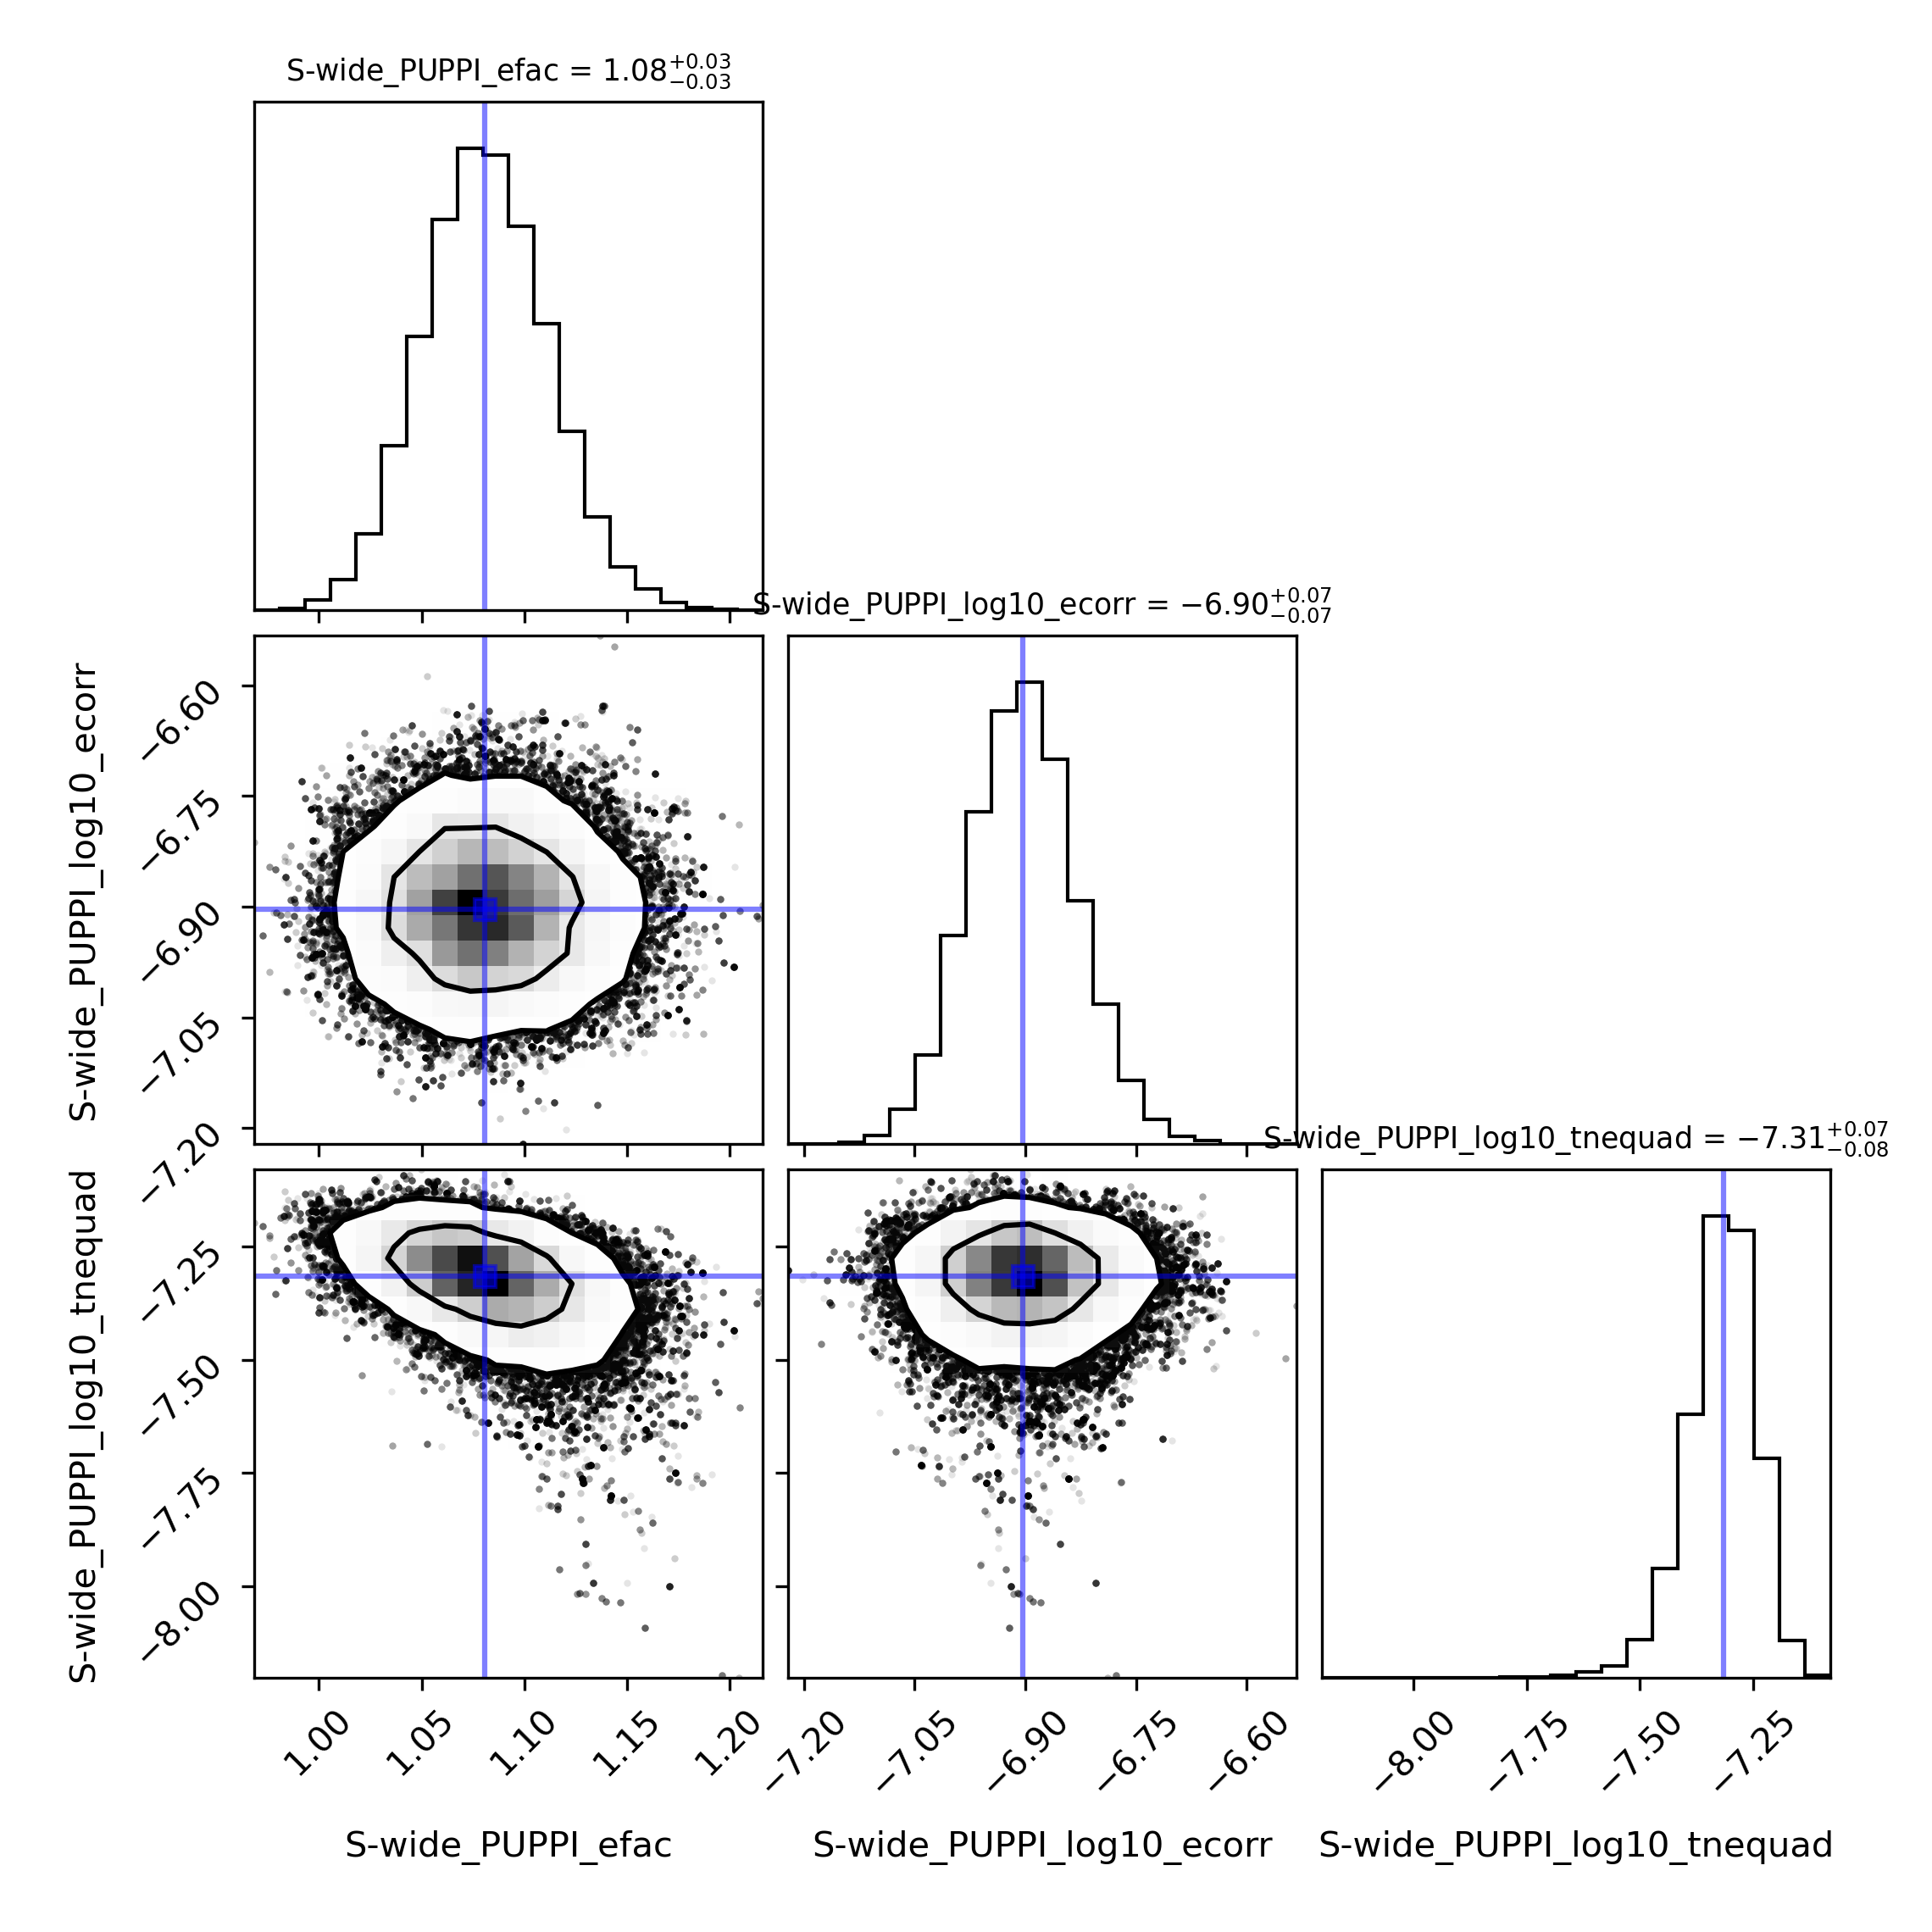 S-wide_PUPPI_efac = 1.08 +0.03 −0.03
S-wide_PUPPI_log10_ecorr = −6.90 +0.07 −0.07
S-wide_PUPPI_log10_ecorr
−6.60
−6.75
−6.90
−7.05
−7.20
S-wide_PUPPI_log10_tnequad = −7.31 +0.07 −0.08
S-wide_PUPPI_log10_tnequad
−7.25
−7.50
−7.75
−8.00
1.00 1.05 1.10 1.15 1.20
−7.20 −7.05 −6.90 −6.75 −6.60
−8.00 −7.75 −7.50 −7.25
S-wide_PUPPI_efac
S-wide_PUPPI_log10_ecorr
S-wide_PUPPI_log10_tnequad